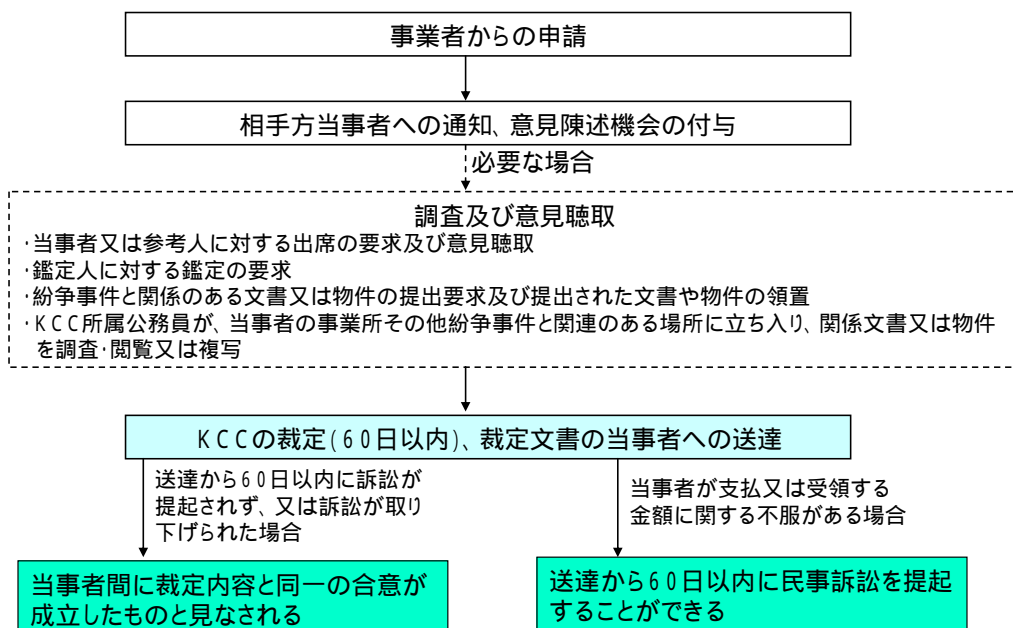 事業者からの申請
相手方当事者への通知、意見陳述機会の付与
必要な場合
調査及び意見聴取
・当事者又は参考人に対する出席の要求及び意見聴取
・鑑定人に対する鑑定の要求
・紛争事件と関係のある文書又は物件の提出要求及び提出された文書や物件の領置
・KCC所属公務員が、当事者の事業所その他紛争事件と関連のある場所に立ち入り、関係文書又は物件
を調査・閲覧又は複写
KCCの裁定(60日以内)、裁定文書の当事者への送達
送達から60日以内に訴訟が
提起されず、又は訴訟が取り
下げられた場合
当事者が支払又は受領する
金額に関する不服がある場合
当事者間に裁定内容と同一の合意が
成立したものと見なされる
送達から60日以内に民事訴訟を提起
することができる